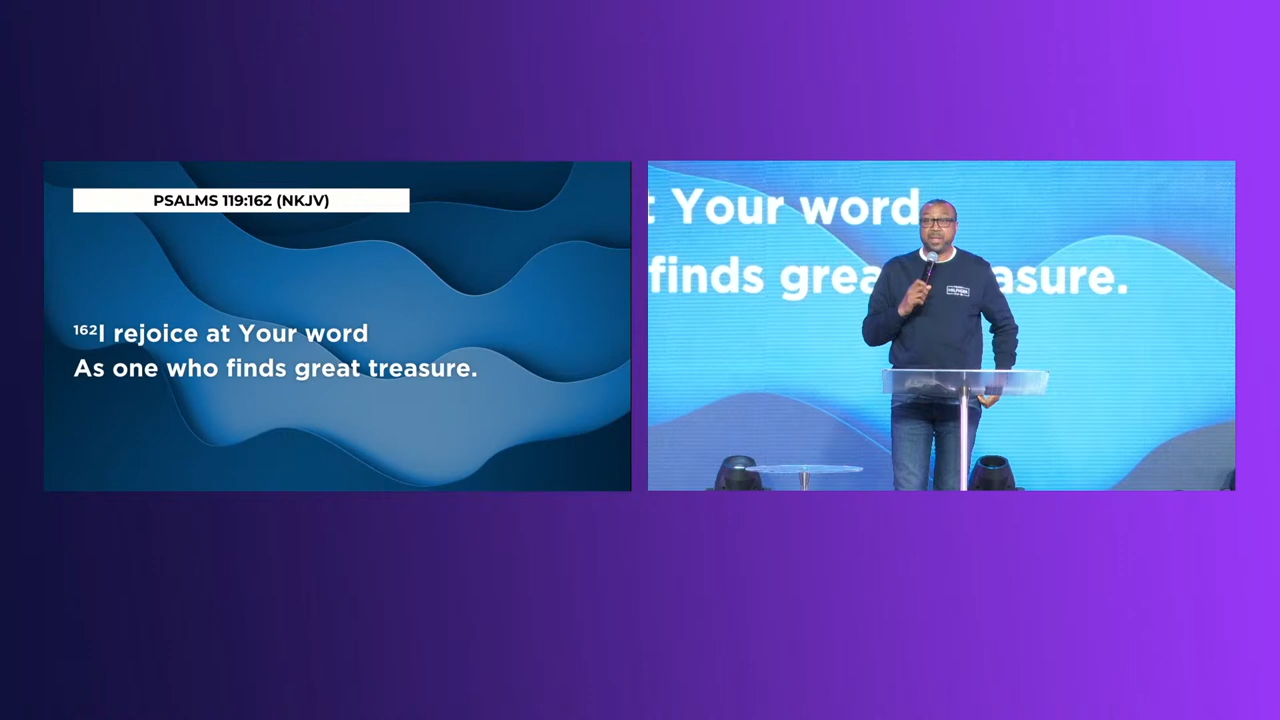 PSALMS 119:162 (NKJV)
¹⁶²I rejoice at Your word
As one who finds great treasure.
Your word
finds grea asure.